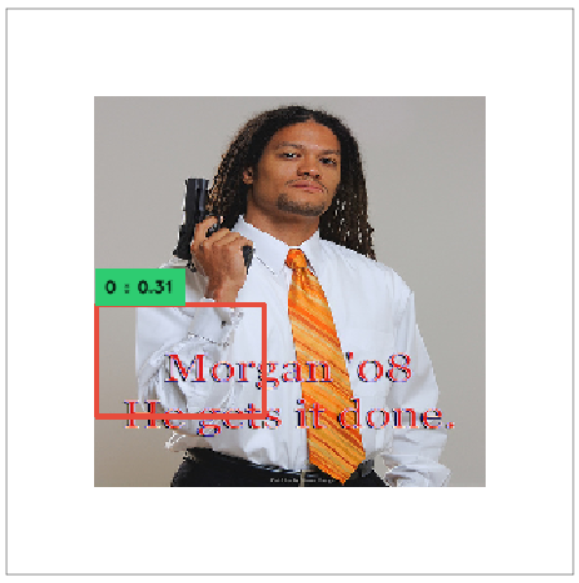 0 : 0.31
Morgan '08
He gets it done.